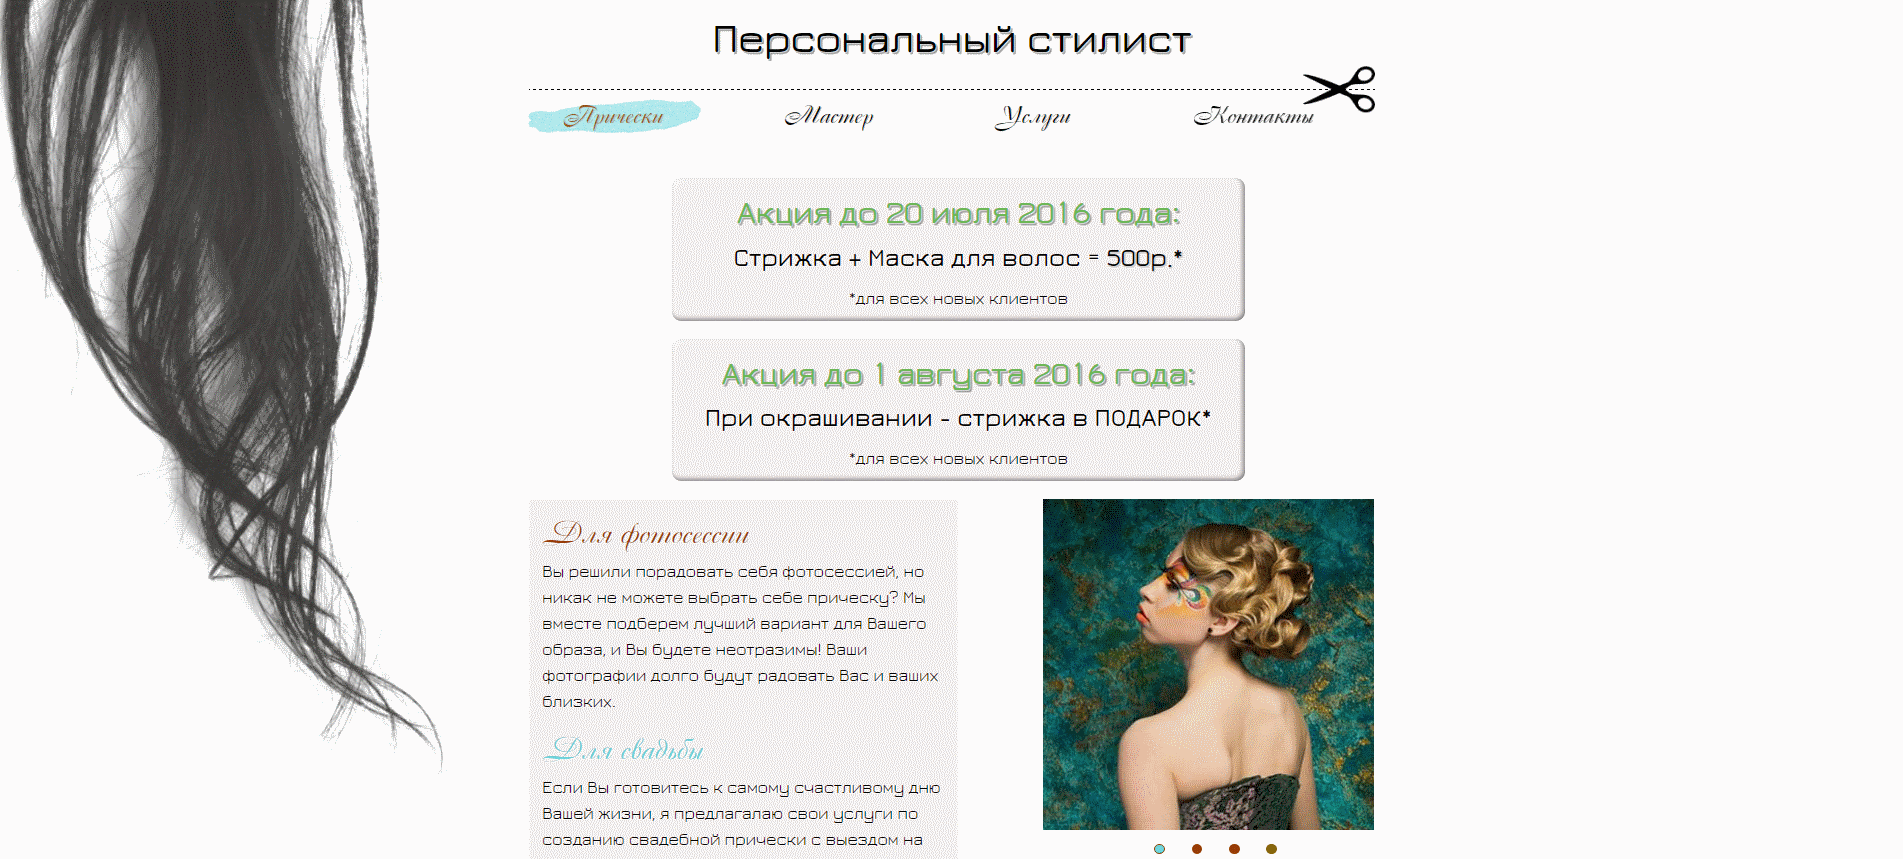 Персональный стилист
Прически Мастер Услуги Контакты
Акция до 20 июля 2016 года:
Стрижка + Маска для волос = 500р.*
*для всех новых клиентов
Акция до 1 августа 2016 года:
При окрашивании - стрижка в ПОДАРОК*
*для всех новых клиентов
Для фотосессии
Вы решили порадовать себя фотосессией, но
никак не можете выбрать себе прическу? Мы
вместе подберем лучший вариант для Вашего
образа, и Вы будете неотразимы! Ваши
фотографии долго будут радовать Вас и ваших
близких.
Для свадьбы
Если Вы готовитесь к самому счастливому дню
Вашей жизни, я предлагалаю свои услуги по
созданию свадебной прически с выездом на